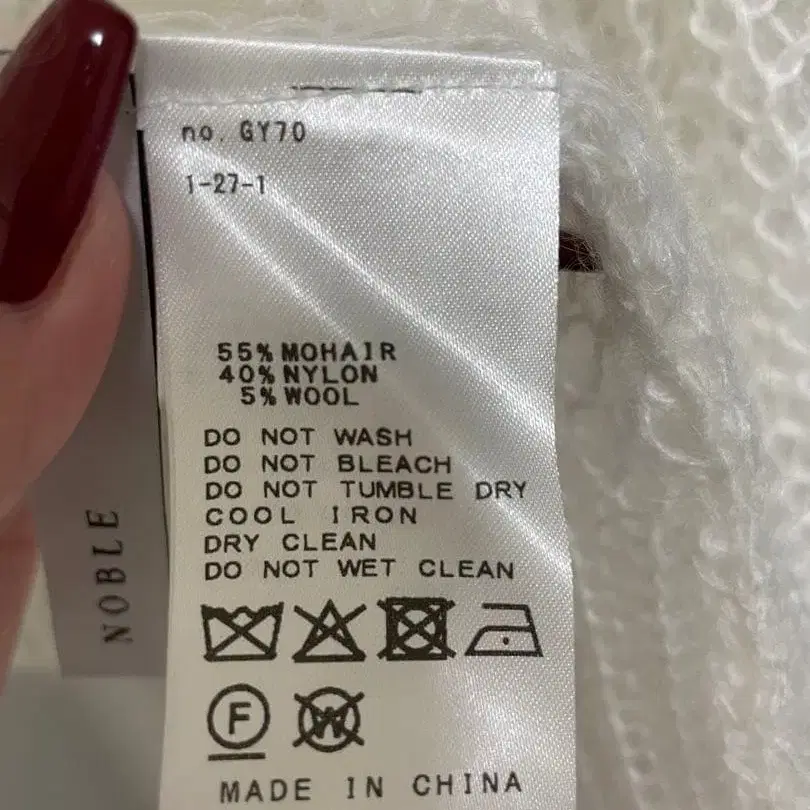 no. GY70
1-27-1
55% MOHAIR
40% NYLON
5% WOOL
DO NOT WASH
DO NOT BLEACH
DO NOT TUMBLE DRY
COOL IRON
DRY CLEAN
DO NOT WET CLEAN
F W
MADE IN CHINA
NOBLE